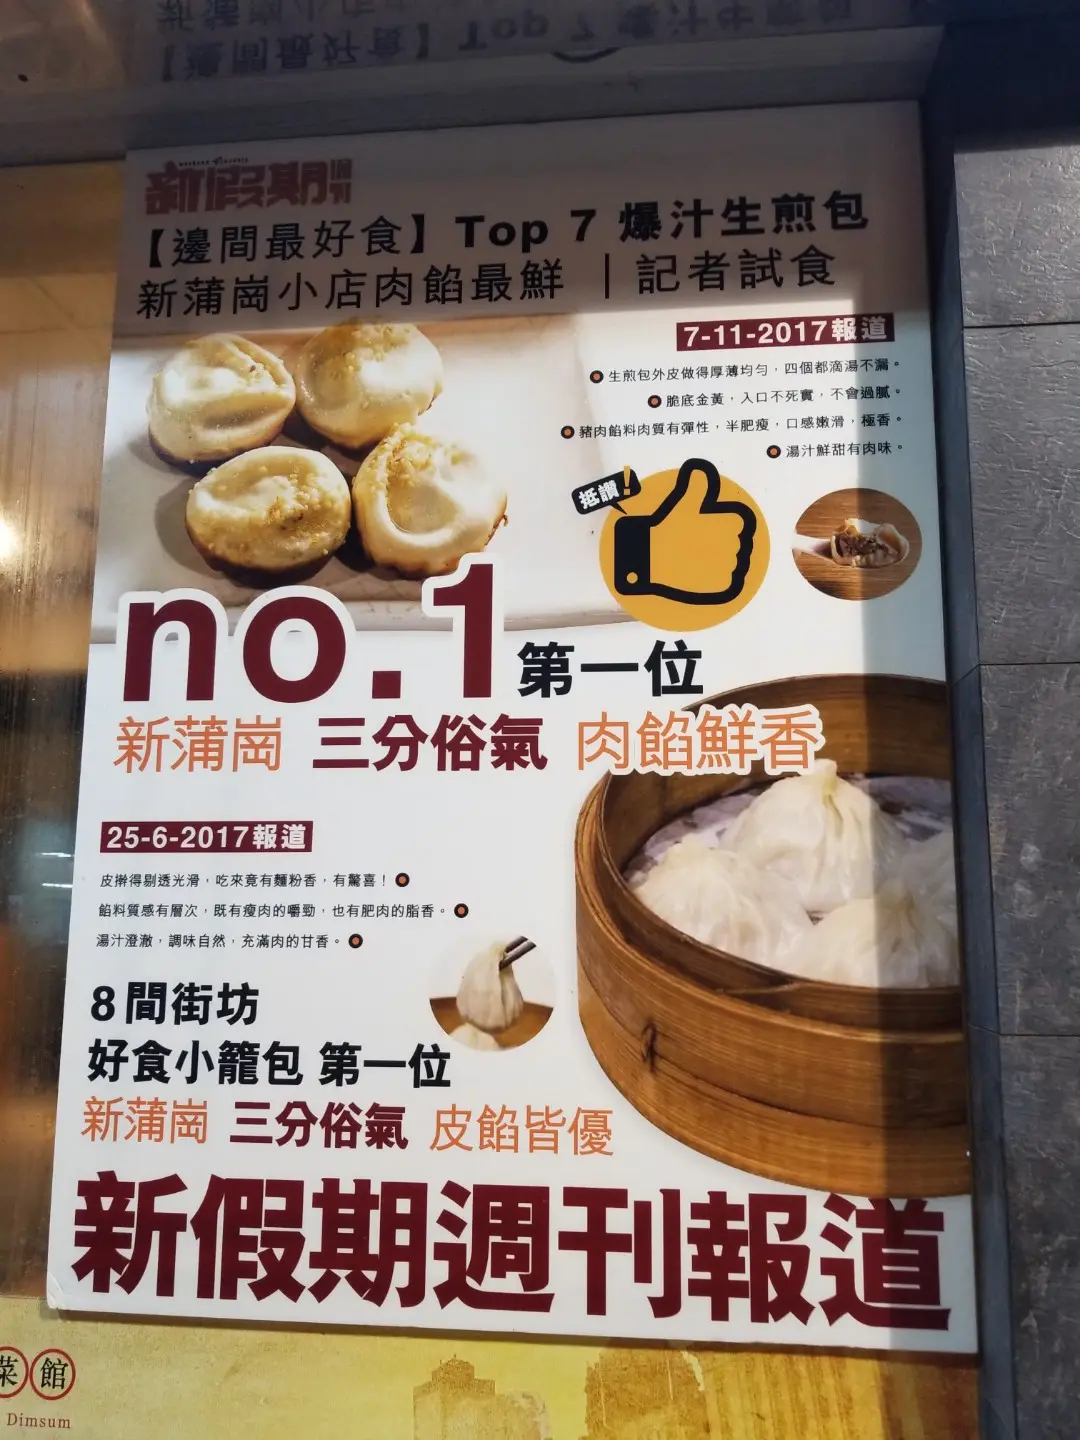 新假期周刊
【邊間最好食】Top 7 爆汁生煎包
新蒲崗小店肉餡最鮮 | 記者試食
7-11-2017報道
生煎包外皮做得厚薄均勻，四個都滴湯不漏。
脆底金黃，入口不死實，不會過膩。
豬肉餡料肉質有彈性，半肥瘦，口感嫩滑，極香。
湯汁鮮甜有肉味。
抵讚!
no.1 第一位
新蒲崗 三分俗氣 肉餡鮮香
25-6-2017報道
皮擀得剔透光滑，吃來竟有麵粉香，有驚喜！
餡料質感有層次，既有瘦肉的嚼勁，也有肥肉的脂香。
湯汁澄澈，調味自然，充滿肉的甘香。
8間街坊
好食小籠包 第一位
新蒲崗 三分俗氣 皮餡皆優
新假期週刊報道
菜館
Dimsum